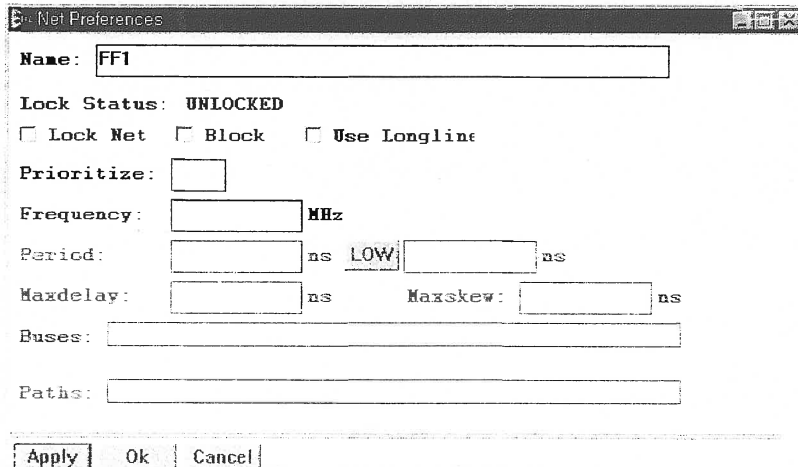 Net Preferences
Name: FF1
Lock Status: UNLOCKED
Lock Net Block Use Longline
Prioritize:
Frequency: MHz
Period: ns LOW ns
Maxdelay: ns Maxskew: ns
Buses:
Paths:
Apply Ok Cancel